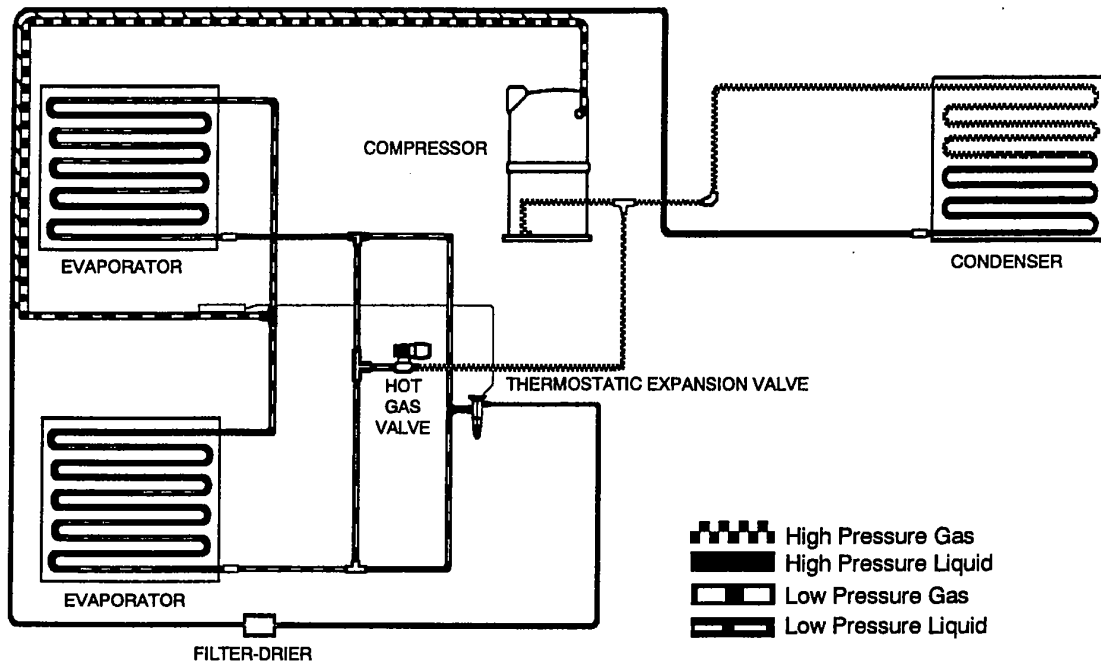 COMPRESSOR
EVAPORATOR
CONDENSER
HOT
GAS
VALVE
THERMOSTATIC EXPANSION VALVE
EVAPORATOR
FILTER-DRIER
High Pressure Gas
High Pressure Liquid
Low Pressure Gas
Low Pressure Liquid